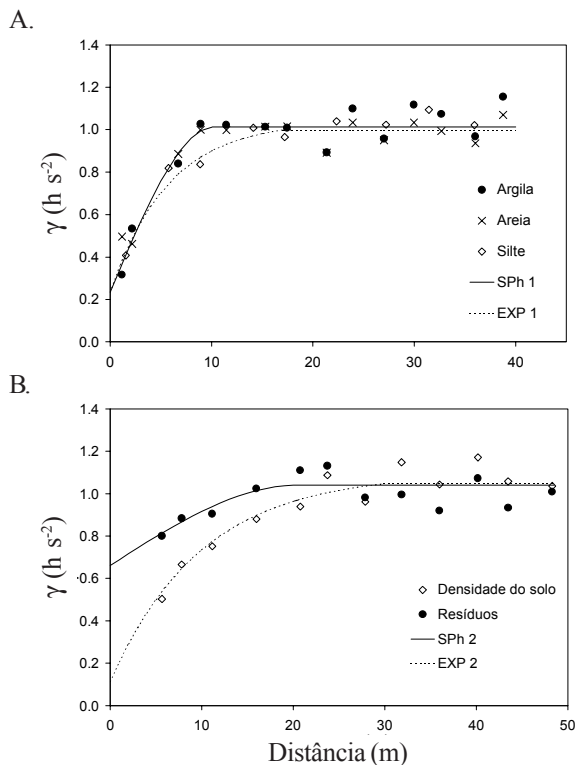 A.
1.4
1.2
1.0
0.8
0.6
0.4
0.2
0.0
γ (h s-2)
Argila
Areia
Silte
SPh 1
EXP 1
0 10 20 30 40
B.
1.4
1.2
1.0
0.8
0.6
0.4
0.2
0.0
γ (h s-2)
Densidade do solo
Resíduos
SPh 2
EXP 2
0 10 20 30 40 50
Distância (m)